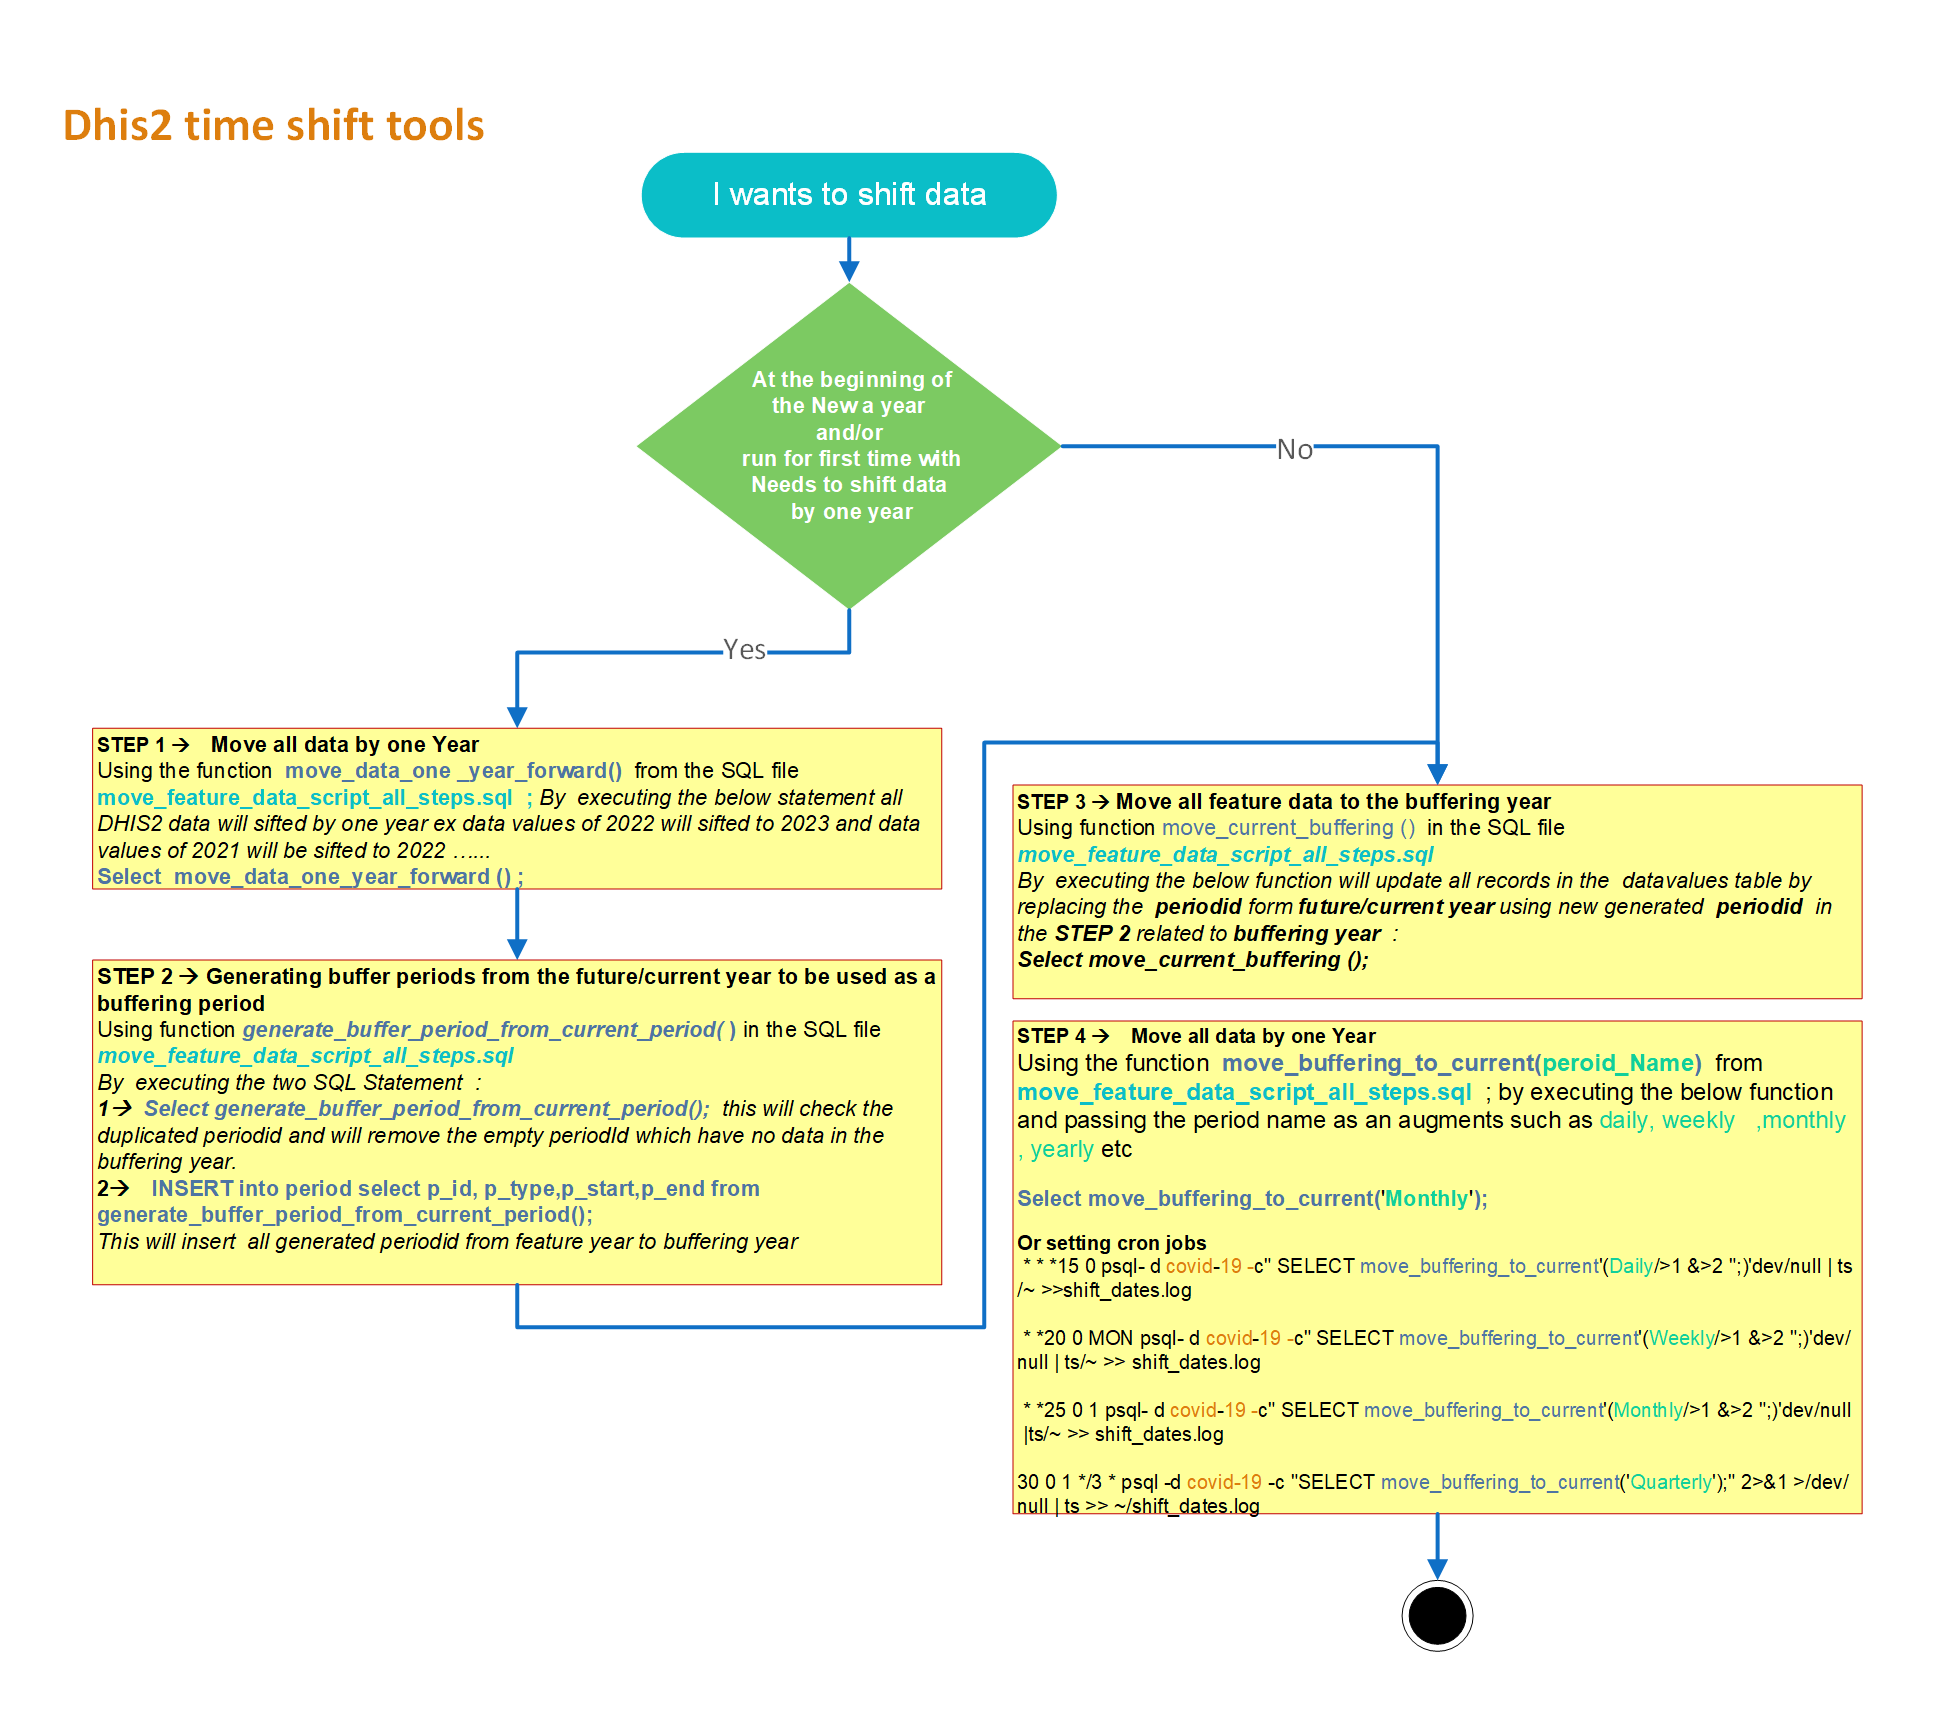 Dhis2 time shift tools
I wants to shift data
At the beginning of
the New a year
and/or
run for first time with
Needs to shift data
by one year
No
Yes
STEP 1 → Move all data by one Year
Using the function move_data_one _year_forward() from the SQL file
move_feature_data_script_all_steps.sql ; By executing the below statement all
DHIS2 data will sifted by one year ex data values of 2022 will sifted to 2023 and data
values of 2021 will be sifted to 2022 ......
Select move_data_one_year_forward () ;
STEP 2 → Generating buffer periods from the future/current year to be used as a
buffering period
Using function generate_buffer_period_from_current_period( ) in the SQL file
move_feature_data_script_all_steps.sql
By executing the two SQL Statement :
1→ Select generate_buffer_period_from_current_period(); this will check the
duplicated periodid and will remove the empty periodId which have no data in the
buffering year.
2→ INSERT into period select p_id, p_type,p_start,p_end from
generate_buffer_period_from_current_period();
This will insert all generated periodid from feature year to buffering year
STEP 3 → Move all feature data to the buffering year
Using function move_current_buffering () in the SQL file
move_feature_data_script_all_steps.sql
By executing the below function will update all records in the datavalues table by
replacing the periodid form future/current year using new generated periodid in
the STEP 2 related to buffering year :
Select move_current_buffering ();
STEP 4 → Move all data by one Year
Using the function move_buffering_to_current(peroid_Name) from
move_feature_data_script_all_steps.sql ; by executing the below function
and passing the period name as an augments such as daily, weekly ,monthly
, yearly etc
Select move_buffering_to_current('Monthly');
Or setting cron jobs
* * *15 0 psql- d covid-19 -c" SELECT move_buffering_to_current'(Daily/>1 &>2 ";)'dev/null | ts
/~ >>shift_dates.log
* *20 0 MON psql- d covid-19 -c" SELECT move_buffering_to_current'(Weekly/>1 &>2 ";)'dev/
null | ts/~ >> shift_dates.log
* *25 0 1 psql- d covid-19 -c" SELECT move_buffering_to_current'(Monthly/>1 &>2 ";)'dev/null
|ts/~ >> shift_dates.log
30 0 1 */3 * psql -d covid-19 -c "SELECT move_buffering_to_current('Quarterly');" 2>&1 >/dev/
null | ts >> ~/shift_dates.log